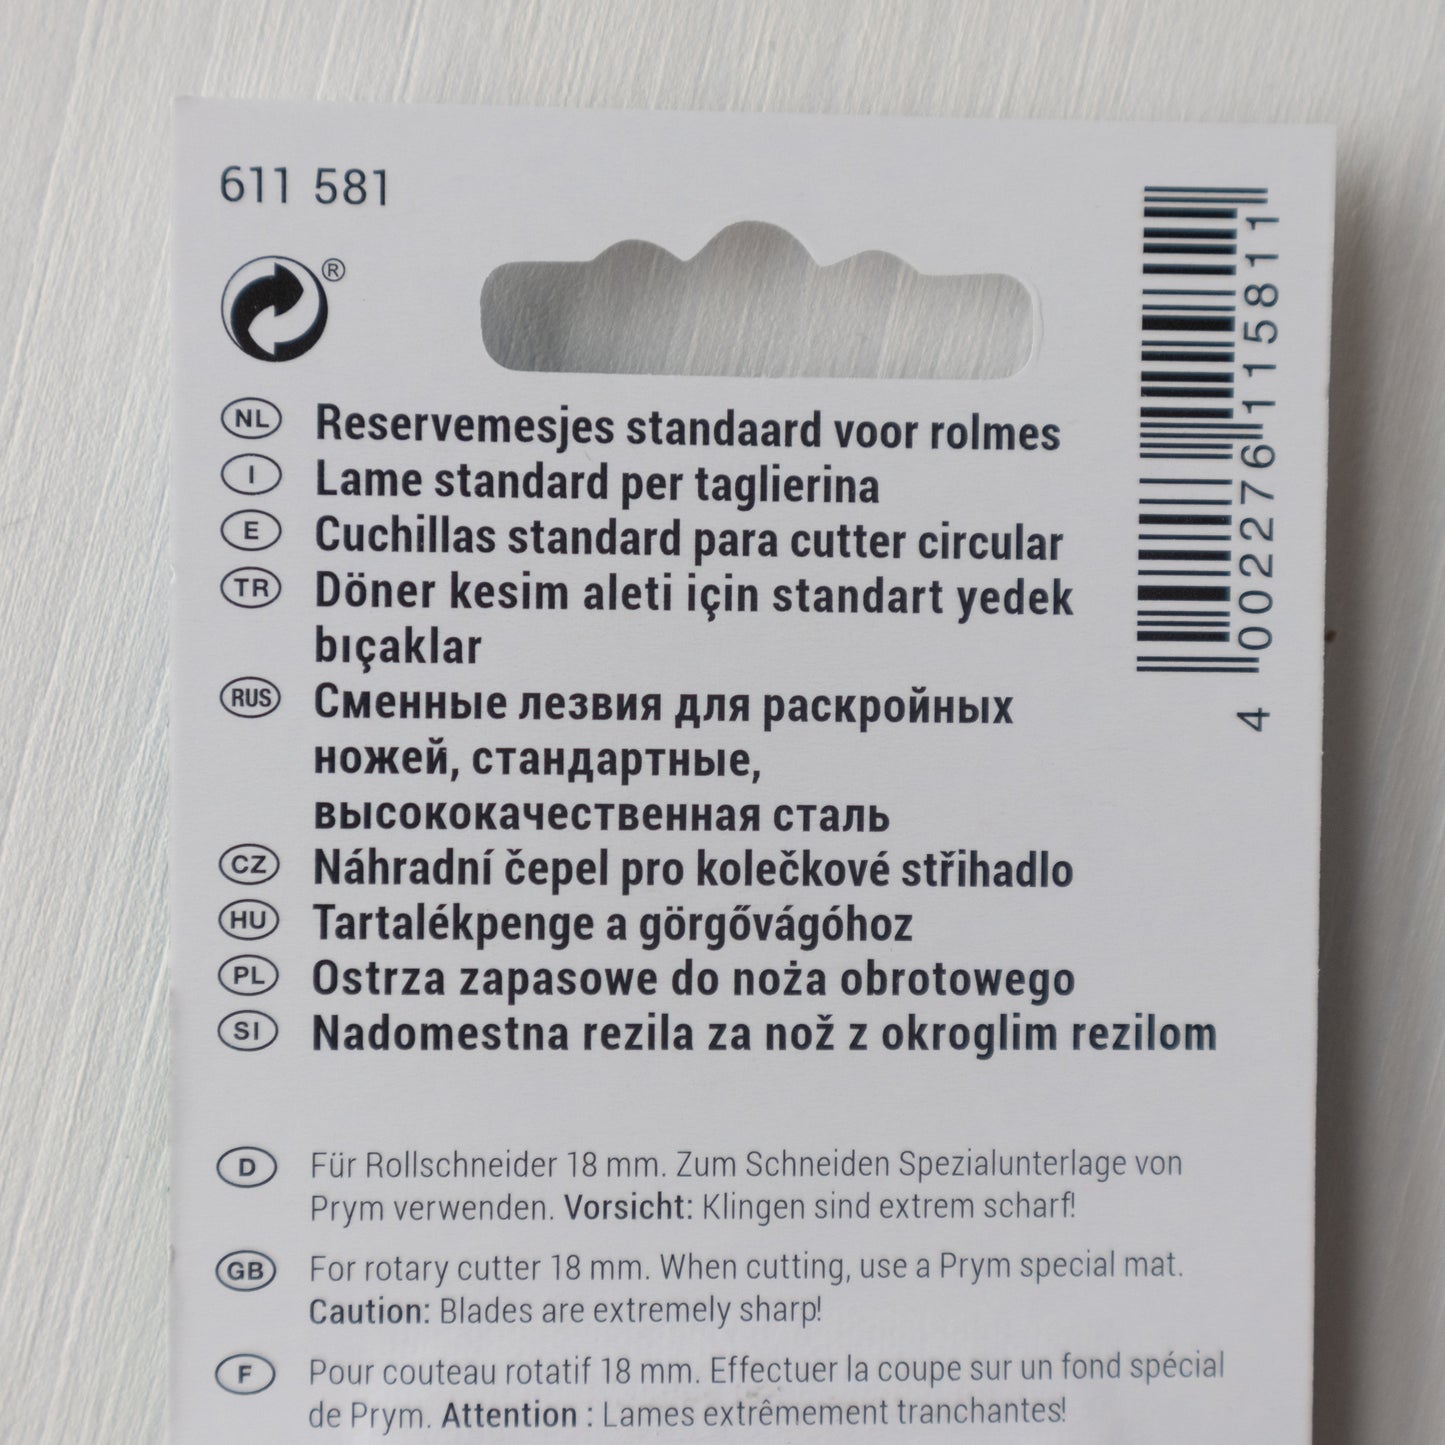 611 581
®
NL Reservemesjes standaard voor rolmes
I Lame standard per taglierina
E Cuchillas standard para cutter circular
TR Döner kesim aleti için standart yedek
bıçaklar
RUS Сменные лезвия для раскройных
ножей, стандартные,
высококачественная сталь
CZ Náhradní čepel pro kolečkové střihadlo
HU Tartalékpenge a görgővágóhoz
PL Ostrza zapasowe do noża obrotowego
SI Nadomestna rezila za nož z okroglim rezilom
D Für Rollschneider 18 mm. Zum Schneiden Spezialunterlage von
Prym verwenden. Vorsicht: Klingen sind extrem scharf!
GB For rotary cutter 18 mm. When cutting, use a Prym special mat.
Caution: Blades are extremely sharp!
F Pour couteau rotatif 18 mm. Effectuer la coupe sur un fond spécial
de Prym. Attention : Lames extrêmement tranchantes!
4 002276 115811